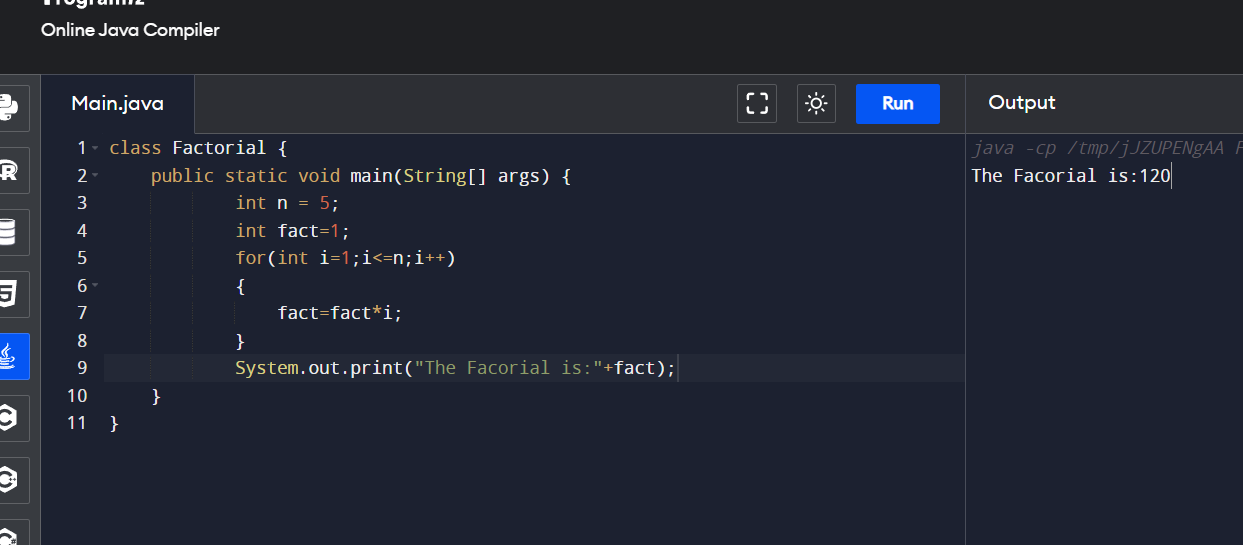 Programiz
Online Java Compiler
Main.java
Run
Output
1 class Factorial {
2 public static void main(String[] args) {
3 int n = 5;
4 int fact=1;
5 for(int i=1;i<=n;i++)
6 {
7 fact=fact*i;
8 }
9 System.out.print("The Facorial is:"+fact);
10 }
11 }
java -cp /tmp/jJZUPENgAA F
The Facorial is:120